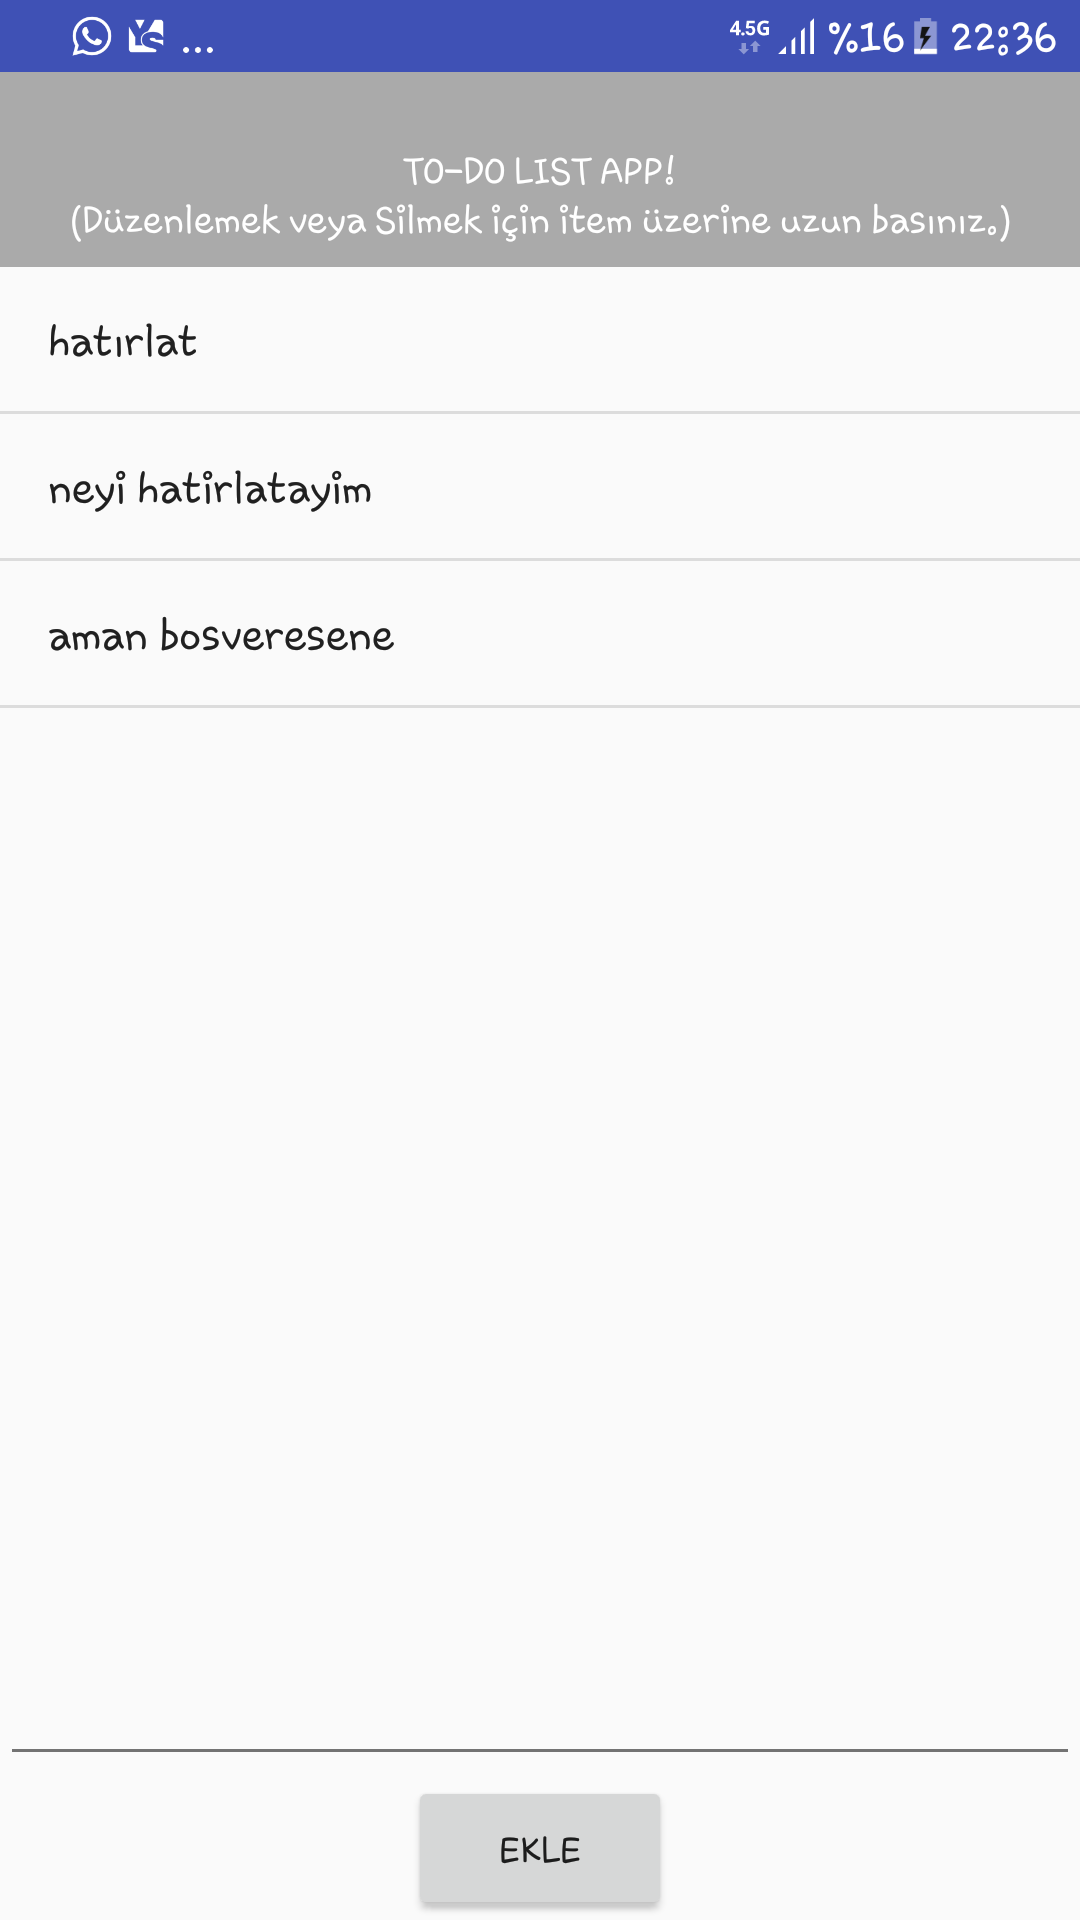 4.5G %16 22:36
TO-DO LIST APP!
(Düzenlemek veya Silmek için item üzerine uzun basınız.)
hatırlat
neyi hatirlatayim
aman bosveresene
EKLE